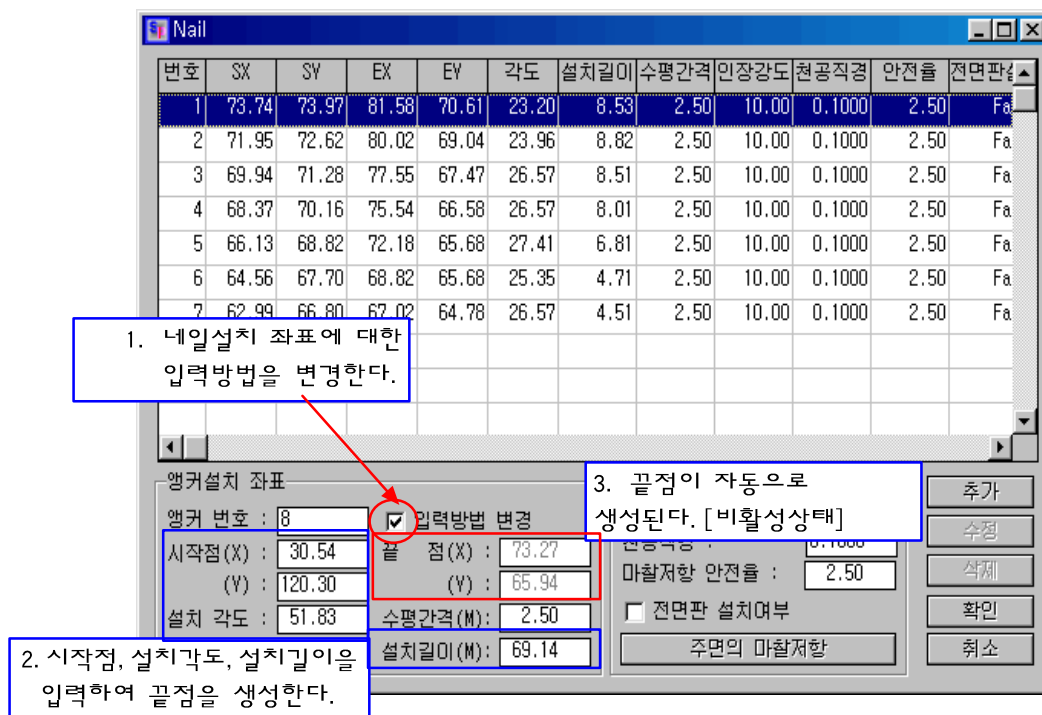 Nail
번호 SX SY EX EY 각도 설치길이 수평간격 인장강도 천공직경 안전율
1 73.74 73.97 81.58 70.61 23.20 8.53 2.50 10.00 0.1000 2.50 Fa
2 71.95 72.62 80.02 69.04 23.96 8.82 2.50 10.00 0.1000 2.50 Fa
3 69.94 71.28 77.55 67.47 26.57 8.51 2.50 10.00 0.1000 2.50 Fa
4 68.37 70.16 75.54 66.58 26.57 8.01 2.50 10.00 0.1000 2.50 Fa
5 66.13 68.82 72.18 65.68 27.41 6.81 2.50 10.00 0.1000 2.50 Fa
6 64.56 67.70 68.82 65.68 25.35 4.71 2.50 10.00 0.1000 2.50 Fa
7 62.99 66.80 67.02 64.78 26.57 4.51 2.50 10.00 0.1000 2.50 Fa
1. 네일설치 좌표에 대한
입력방법을 변경한다.
앵커설치 좌표
앵커 번호 : 8
입력방법 변경
시작점(X) : 30.54
(Y) : 120.30
설치 각도 : 51.83
끝 점(X) : 73.27
(Y) : 65.94
수평간격(M): 2.50
설치길이(M): 69.14
3. 끝점이 자동으로
생성된다. [비활성상태]
마찰저항 안전율 : 2.50
전면판 설치여부
주면의 마찰저항
추가
수정
삭제
확인
취소
2. 시작점, 설치각도, 설치길이을
입력하여 끝점을 생성한다.